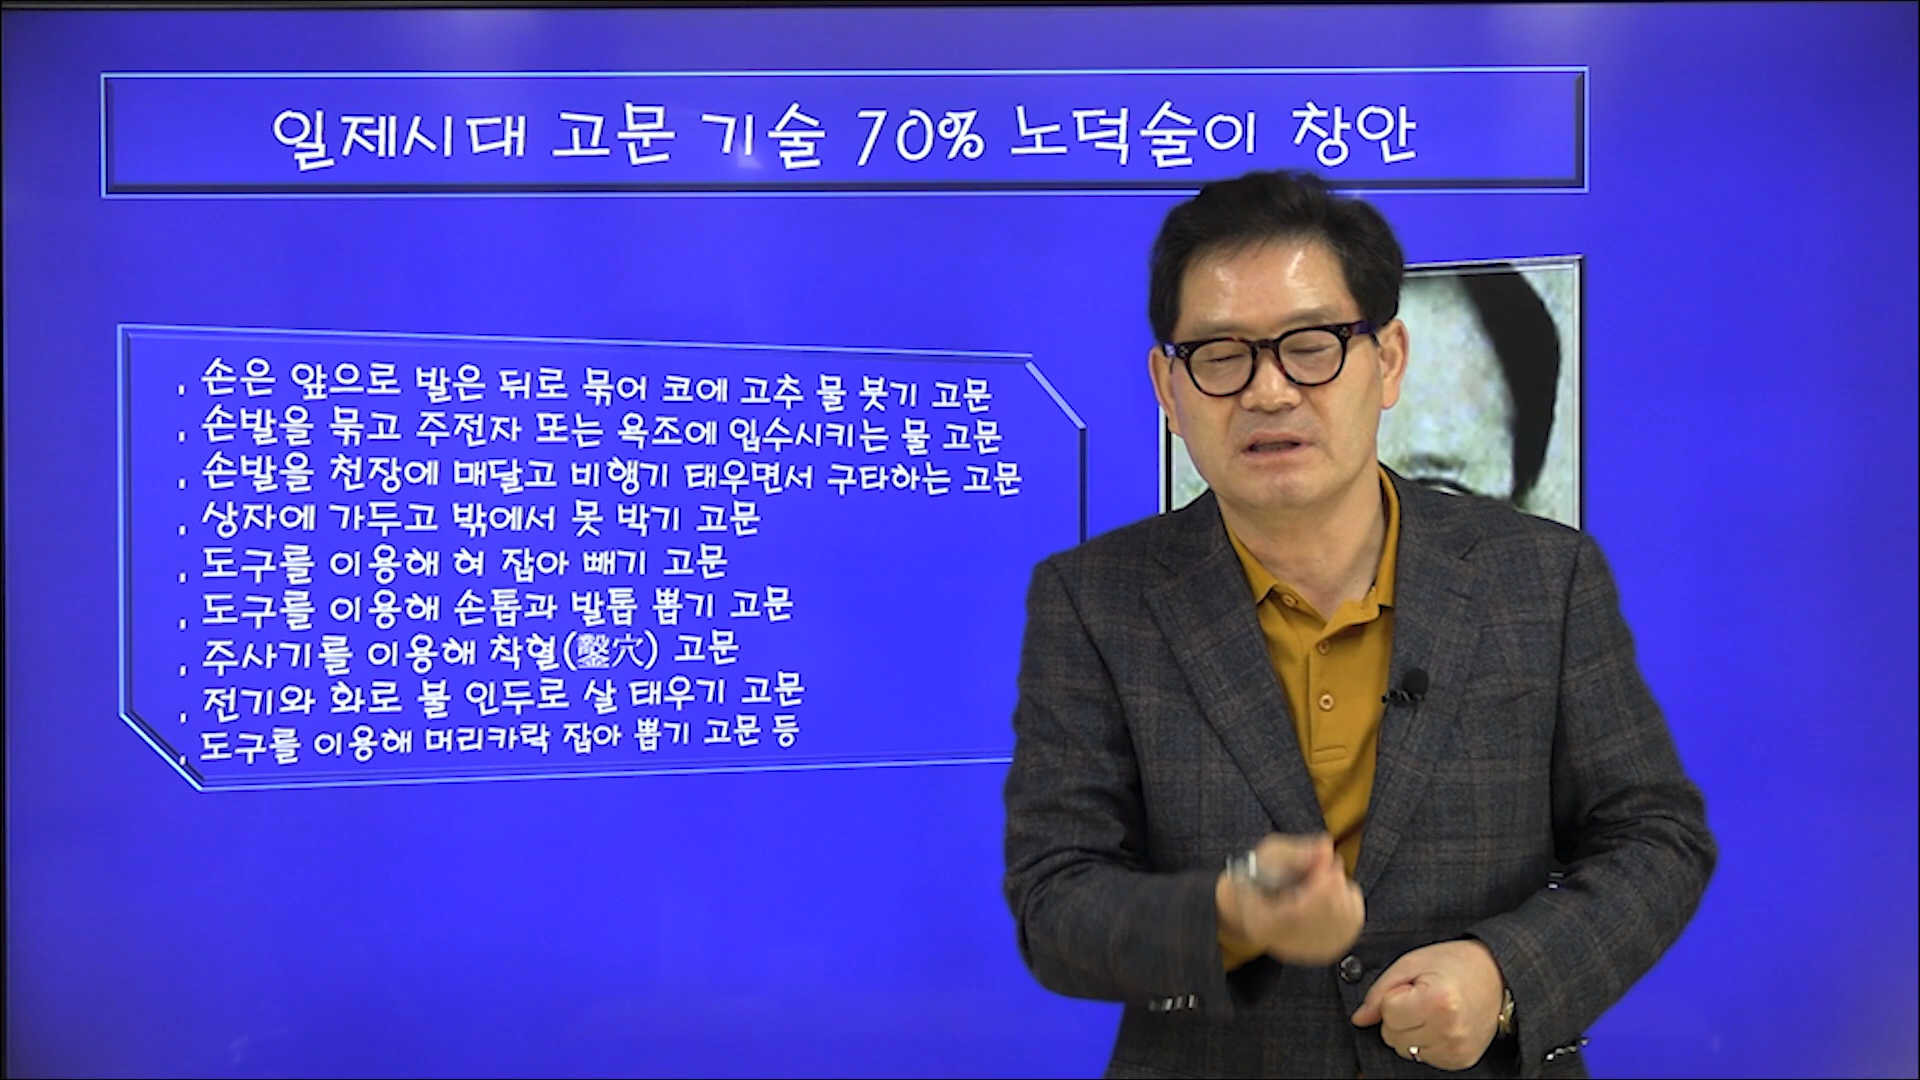 일제시대 고문 기술 70% 노덕술이 창안
. 손은 앞으로 발은 뒤로 묶어 코에 고추 물 붓기 고문
. 손발을 묶고 주전자 또는 욕조에 입수시키는 물 고문
. 손발을 천장에 매달고 비행기 태우면서 구타하는 고문
. 상자에 가두고 밖에서 못 박기 고문
. 도구를 이용해 혀 잡아 빼기 고문
. 도구를 이용해 손톱과 발톱 뽑기 고문
. 주사기를 이용해 착혈(鑿穴) 고문
. 전기와 화로 불 인두로 살 태우기 고문
. 도구를 이용해 머리카락 잡아 뽑기 고문 등